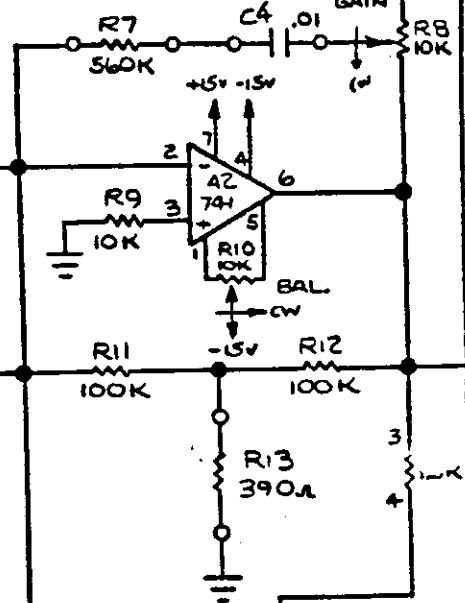 GAIN
R7
560K
C4
.01
R8
10K
CW
+15V -15V
2
7
4
6
-
A2
741
R9
10K
3
+
5
1
R10
10K
BAL.
CW
-15V
R11
100K
R12
100K
R13
390Ω
3
4